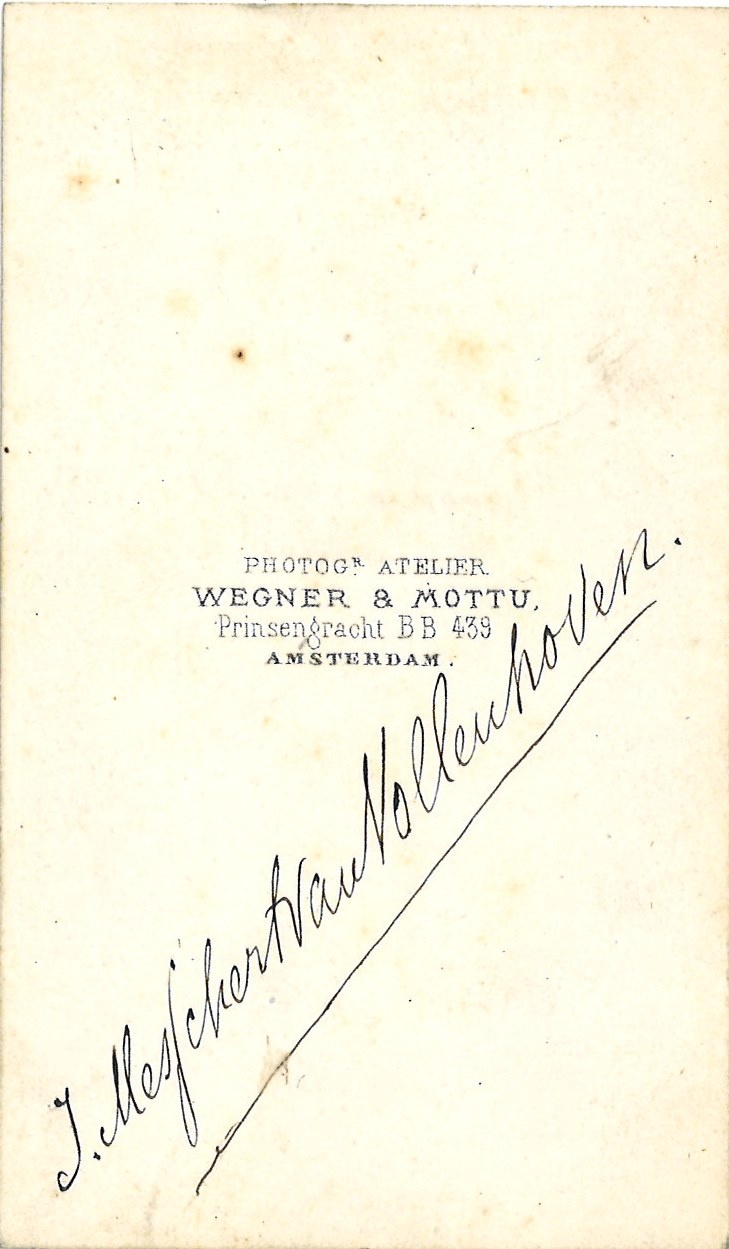 PHOTOGR. ATELIER
WEGNER & MOTTU,
Prinsengracht BB 439
AMSTERDAM.
J. Messchert van Vollenhoven.